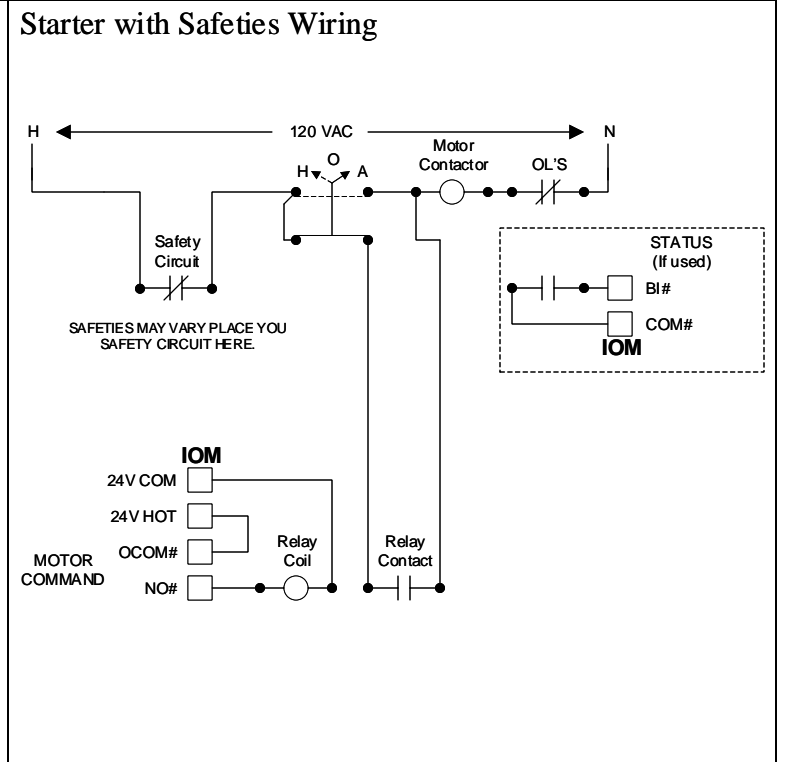 Starter with Safeties Wiring
H
120 VAC
N
H
O
A
Motor
Contactor
OL'S
Safety
Circuit
STATUS
(If used)
BI#
COM#
IOM
SAFETIES MAY VARY PLACE YOU
SAFETY CIRCUIT HERE.
IOM
24V COM
24V HOT
OCOM#
NO#
MOTOR
COMMAND
Relay
Coil
Relay
Contact